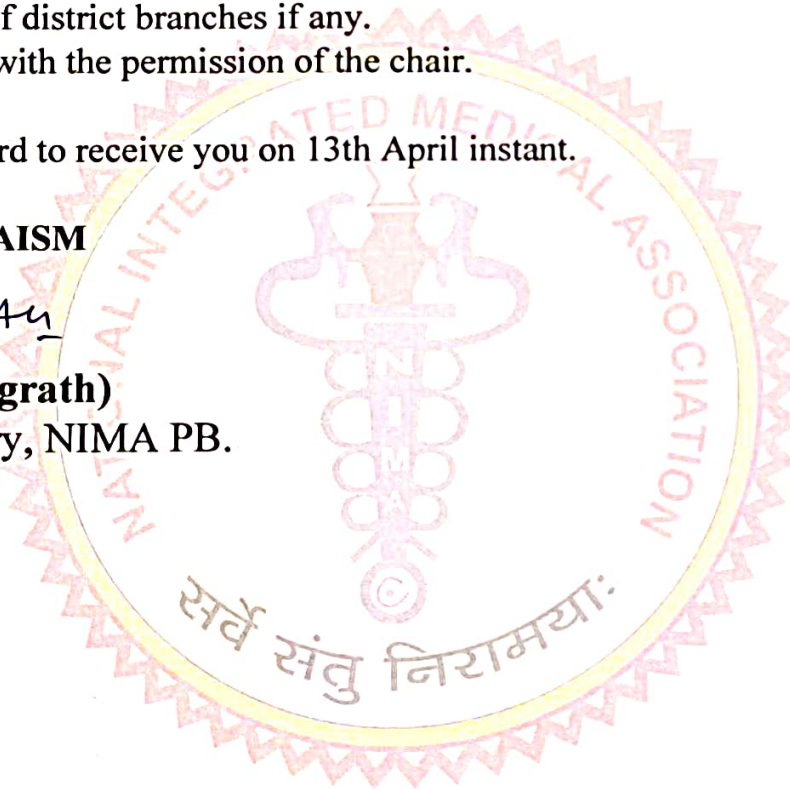 f district branches if any.
with the permission of the chair.
rd to receive you on 13th April instant.
AISM
grath)
y, NIMA PB.
NATIONAL INTEGRATED MEDICAL ASSOCIATION
NIMA
सर्वे संतु निरामयाः